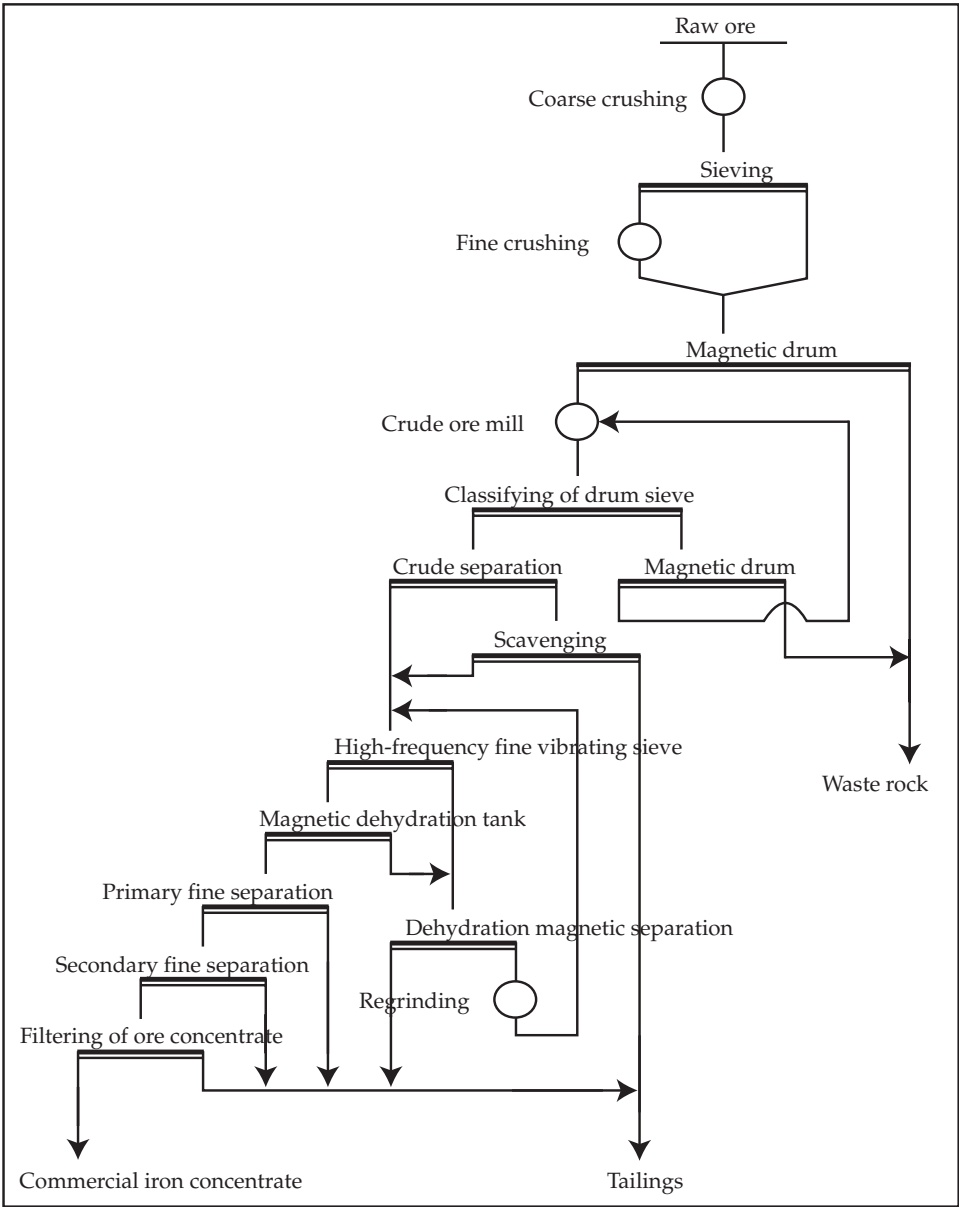 Raw ore
Coarse crushing
Sieving
Fine crushing
Magnetic drum
Crude ore mill
Classifying of drum sieve
Crude separation
Magnetic drum
Scavenging
High-frequency fine vibrating sieve
Waste rock
Magnetic dehydration tank
Primary fine separation
Dehydration magnetic separation
Secondary fine separation
Regrinding
Filtering of ore concentrate
Commercial iron concentrate
Tailings